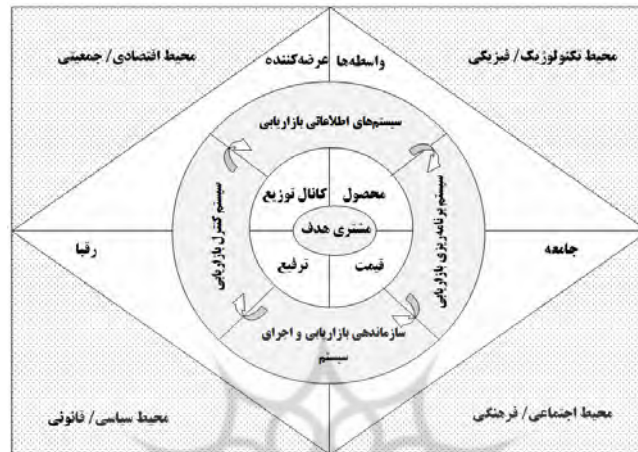 محیط تکنولوژیک/ فیزیکی
واسطه‌ها
عرضه‌کننده
محیط اقتصادی/ جمعیتی
سیستم‌های اطلاعاتی بازاریابی
سیستم برنامه‌ریزی بازاریابی
سیستم کنترل بازاریابی
محصول
کانال توزیع
مشتری هدف
قیمت
ترفیع
جامعه
رقبا
سازماندهی بازاریابی و اجرای
سیستم
محیط اجتماعی/ فرهنگی
محیط سیاسی/ قانونی